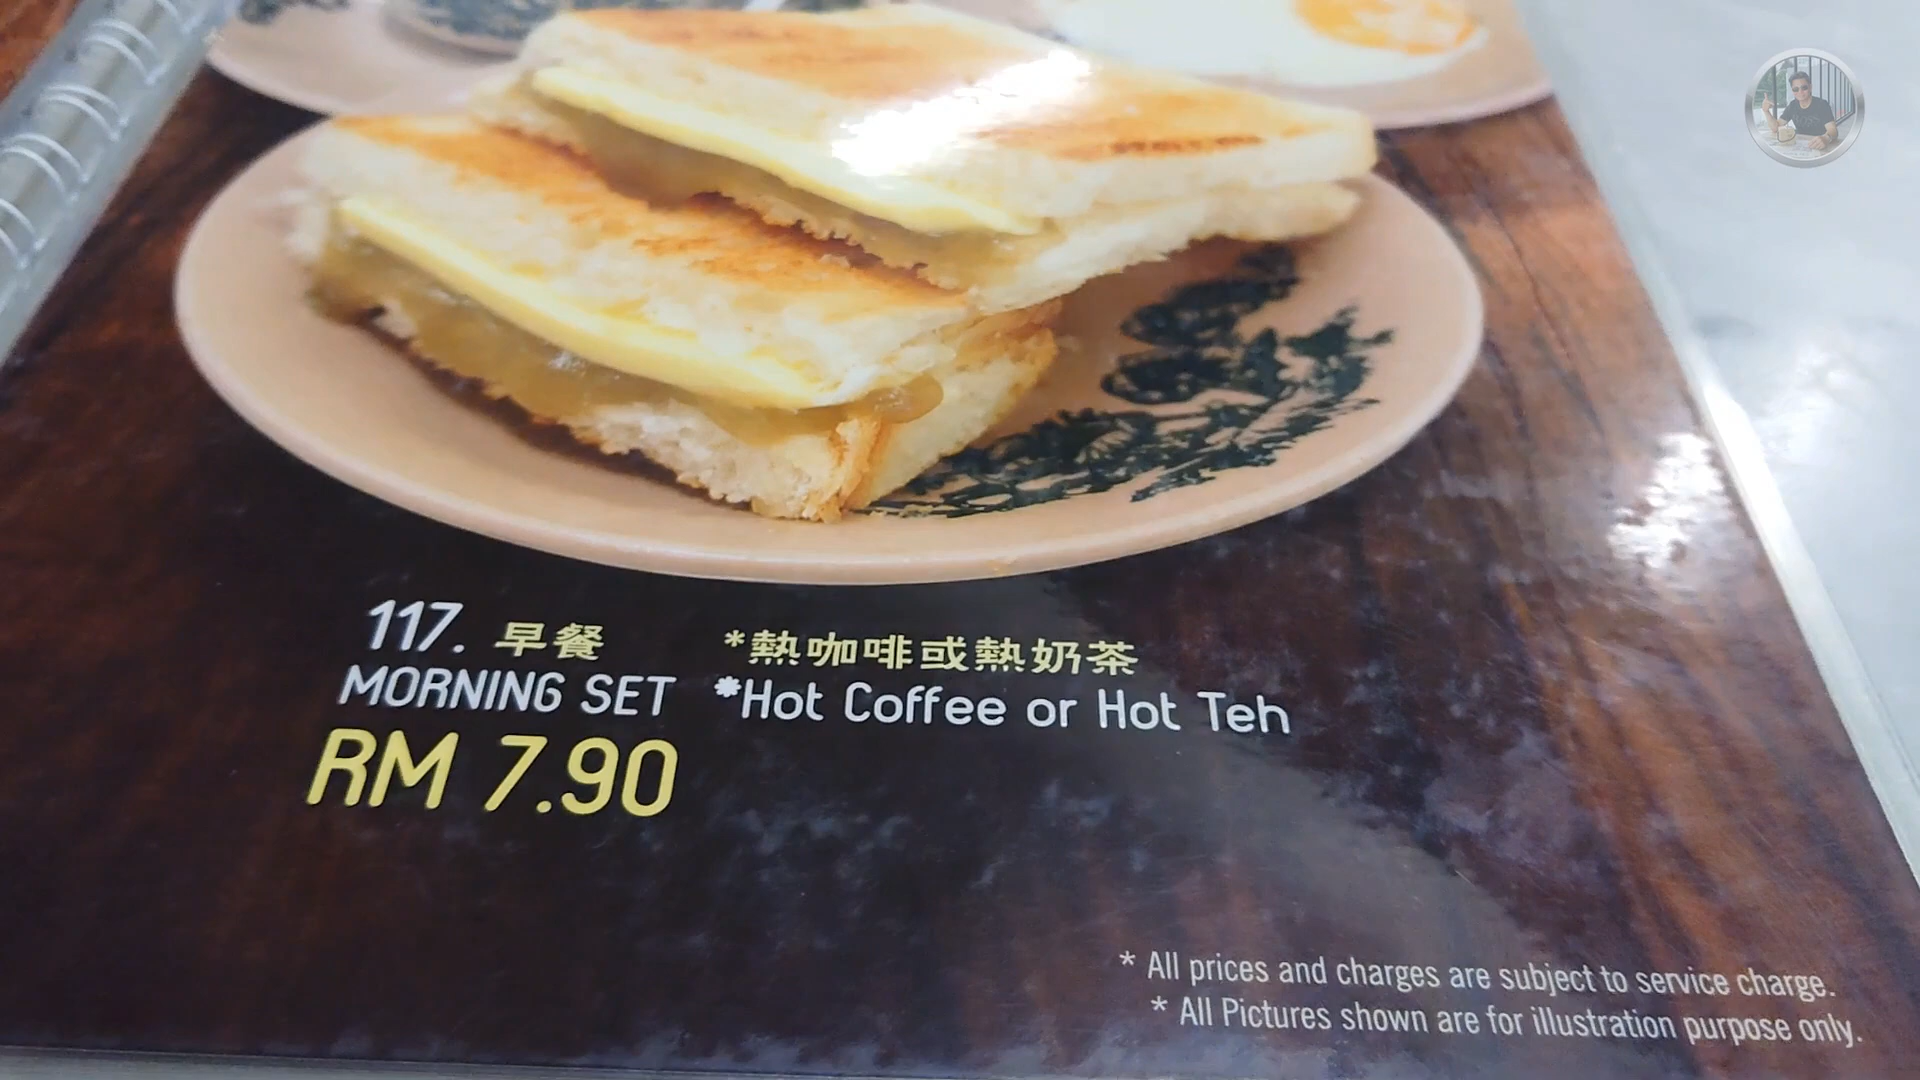 117. 早餐 *熱咖啡或熱奶茶
MORNING SET *Hot Coffee or Hot Teh
RM 7.90
* All prices and charges are subject to service charge.
* All Pictures shown are for illustration purpose only.